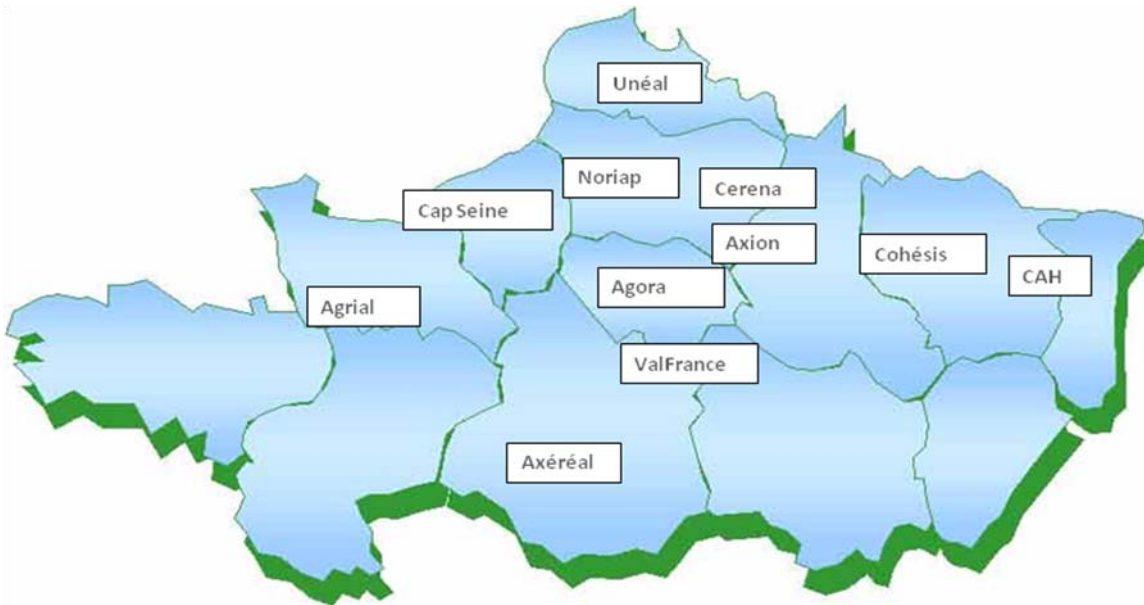 Unéal
Noriap
Cerena
Cap Seine
Axion
Cohésis
CAH
Agora
Agrial
ValFrance
Axéréal